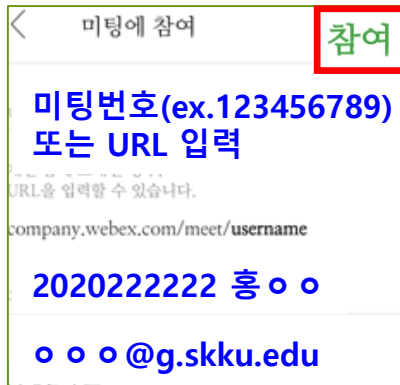 미팅에 참여
참여
미팅번호(ex.123456789)
또는 URL 입력
URL을 입력할 수 있습니다.
company.webex.com/meet/username
2020222222 홍ㅇㅇ
ㅇㅇㅇ@g.skku.edu